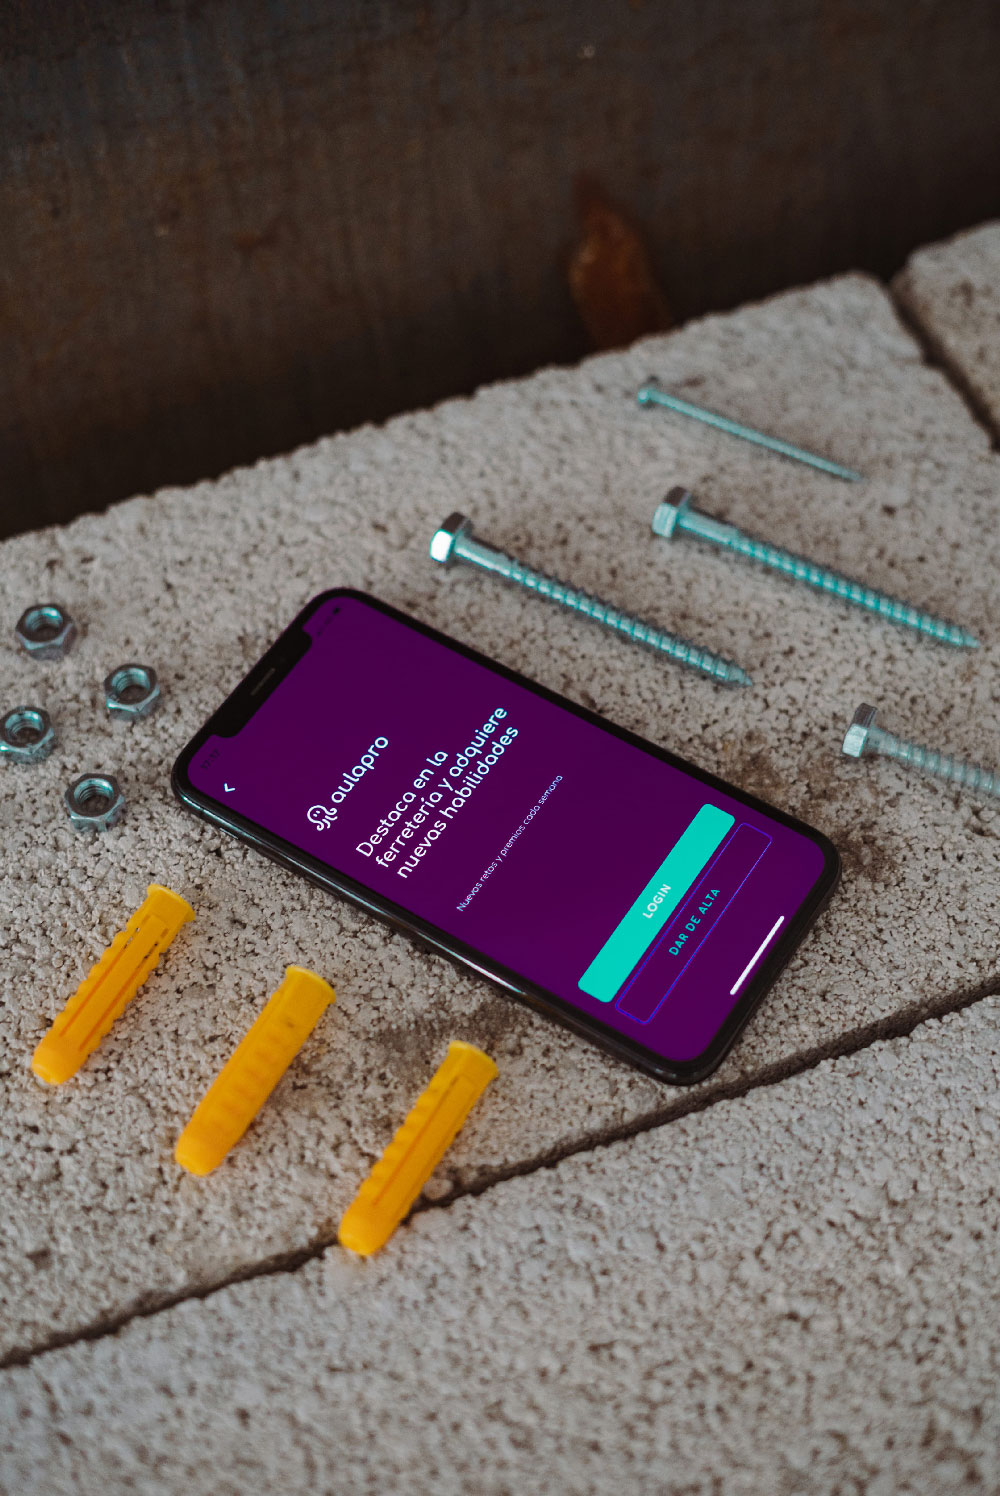 aulapro
Destaca en la
ferretería y adquiere
nuevas habilidades
Nuevos retos y premios cada semana
LOGIN
DAR DE ALTA